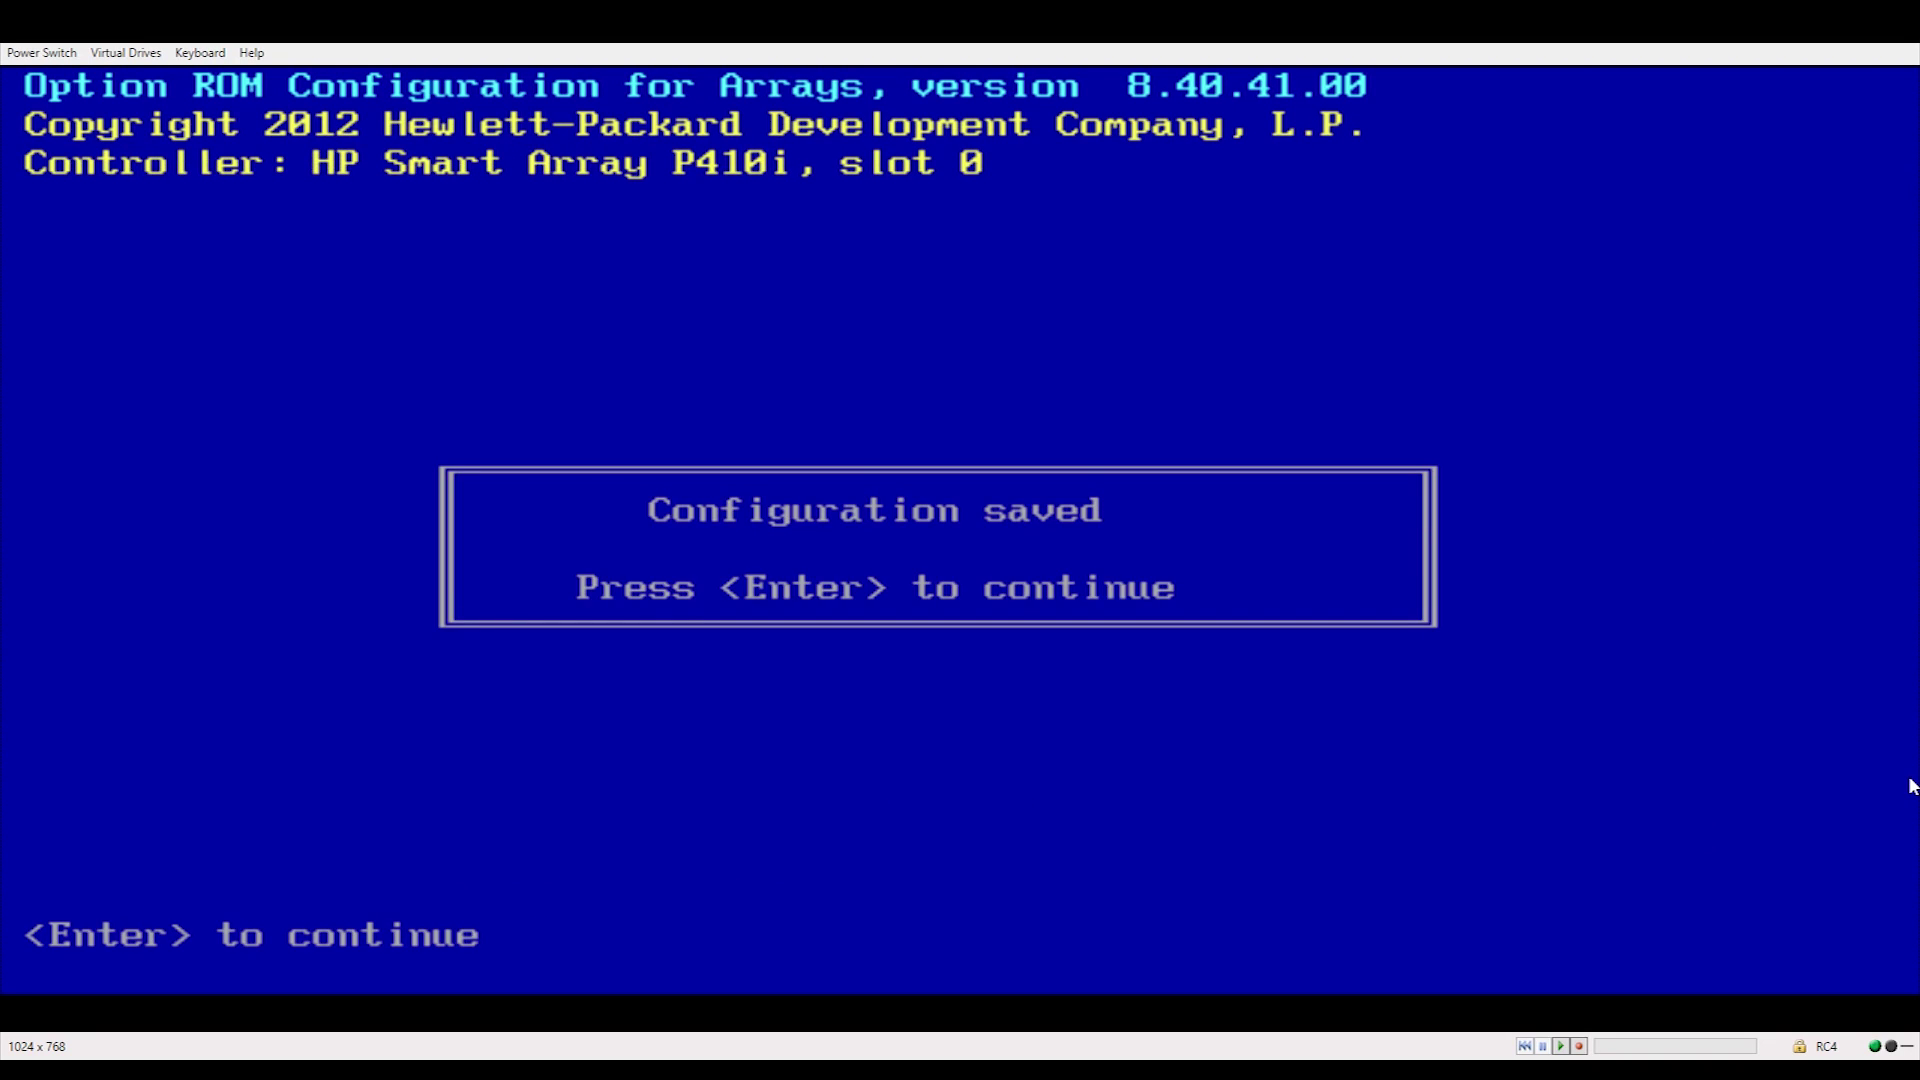 Power Switch Virtual Drives Keyboard Help
Option ROM Configuration for Arrays, version 8.40.41.00
Copyright 2012 Hewlett-Packard Development Company, L.P.
Controller: HP Smart Array P410i, slot 0
Configuration saved
Press <Enter> to continue
<Enter> to continue
1024 x 768 RC4